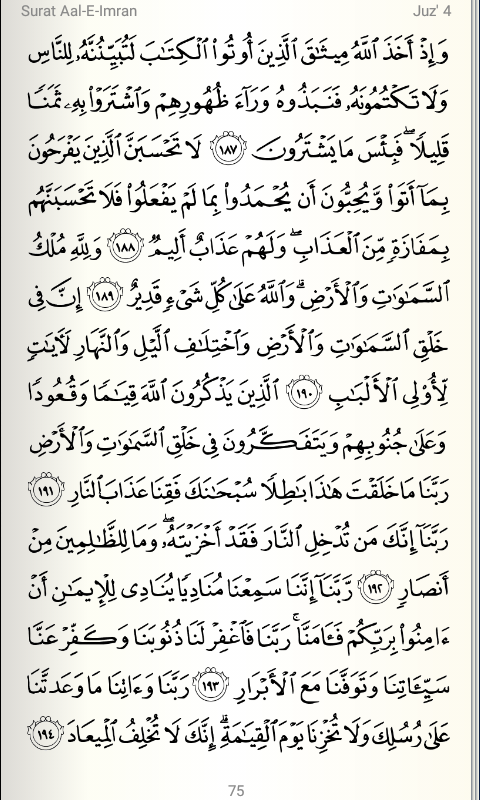 Surat Aal-E-Imran
Juz' 4
وَإِذْ أَخَذَ ٱللَّهُ مِيثَٰقَ ٱلَّذِينَ أُوتُوا۟ ٱلْكِتَٰبَ لَتُبَيِّنُنَّهُۥ لِلنَّاسِ
وَلَا تَكْتُمُونَهُۥ فَنَبَذُوهُ وَرَآءَ ظُهُورِهِمْ وَٱشْتَرَوْا۟ بِهِۦ ثَمَنًا
قَلِيلًا ۖ فَبِئْسَ مَا يَشْتَرُونَ ١٨٧ لَا تَحْسَبَنَّ ٱلَّذِينَ يَفْرَحُونَ
بِمَآ أَتَوا۟ وَّيُحِبُّونَ أَن يُحْمَدُوا۟ بِمَا لَمْ يَفْعَلُوا۟ فَلَا تَحْسَبَنَّهُم
بِمَفَازَةٍ مِّنَ ٱلْعَذَابِ ۖ وَلَهُمْ عَذَابٌ أَلِيمٌ ١٨٨ وَلِلَّهِ مُلْكُ
ٱلسَّمَٰوَٰتِ وَٱلْأَرْضِ ۗ وَٱللَّهُ عَلَىٰ كُلِّ شَىْءٍ قَدِيرٌ ١٨٩ إِنَّ فِى
خَلْقِ ٱلسَّمَٰوَٰتِ وَٱلْأَرْضِ وَٱخْتِلَٰفِ ٱلَّيْلِ وَٱلنَّهَارِ لَءَايَٰتٍ
لِّأُو۟لِى ٱلْأَلْبَٰبِ ١٩٠ ٱلَّذِينَ يَذْكُرُونَ ٱللَّهَ قِيَٰمًا وَقُعُودًا
وَعَلَىٰ جُنُوبِهِمْ وَيَتَفَكَّرُونَ فِى خَلْقِ ٱلسَّمَٰوَٰتِ وَٱلْأَرْضِ
رَبَّنَا مَا خَلَقْتَ هَٰذَا بَٰطِلًا سُبْحَٰنَكَ فَقِنَا عَذَابَ ٱلنَّارِ ١٩١
رَبَّنَآ إِنَّكَ مَن تُدْخِلِ ٱلنَّارَ فَقَدْ أَخْزَيْتَهُۥ ۖ وَمَا لِلظَّٰلِمِينَ مِنْ
أَنصَارٍ ١٩٢ رَّبَّنَآ إِنَّنَا سَمِعْنَا مُنَادِيًا يُنَادِى لِلْإِيمَٰنِ أَنْ
ءَامِنُوا۟ بِرَبِّكُمْ فَـَٔامَنَّا ۚ رَبَّنَا فَٱغْفِرْ لَنَا ذُنُوبَنَا وَكَفِّرْ عَنَّا
سَيِّـَٔاتِنَا وَتَوَفَّنَا مَعَ ٱلْأَبْرَارِ ١٩٣ رَبَّنَا وَءَاتِنَا مَا وَعَدتَّنَا
عَلَىٰ رُسُلِكَ وَلَا تُخْزِنَا يَوْمَ ٱلْقِيَٰمَةِ ۗ إِنَّكَ لَا تُخْلِفُ ٱلْمِيعَادَ ١٩٤
75